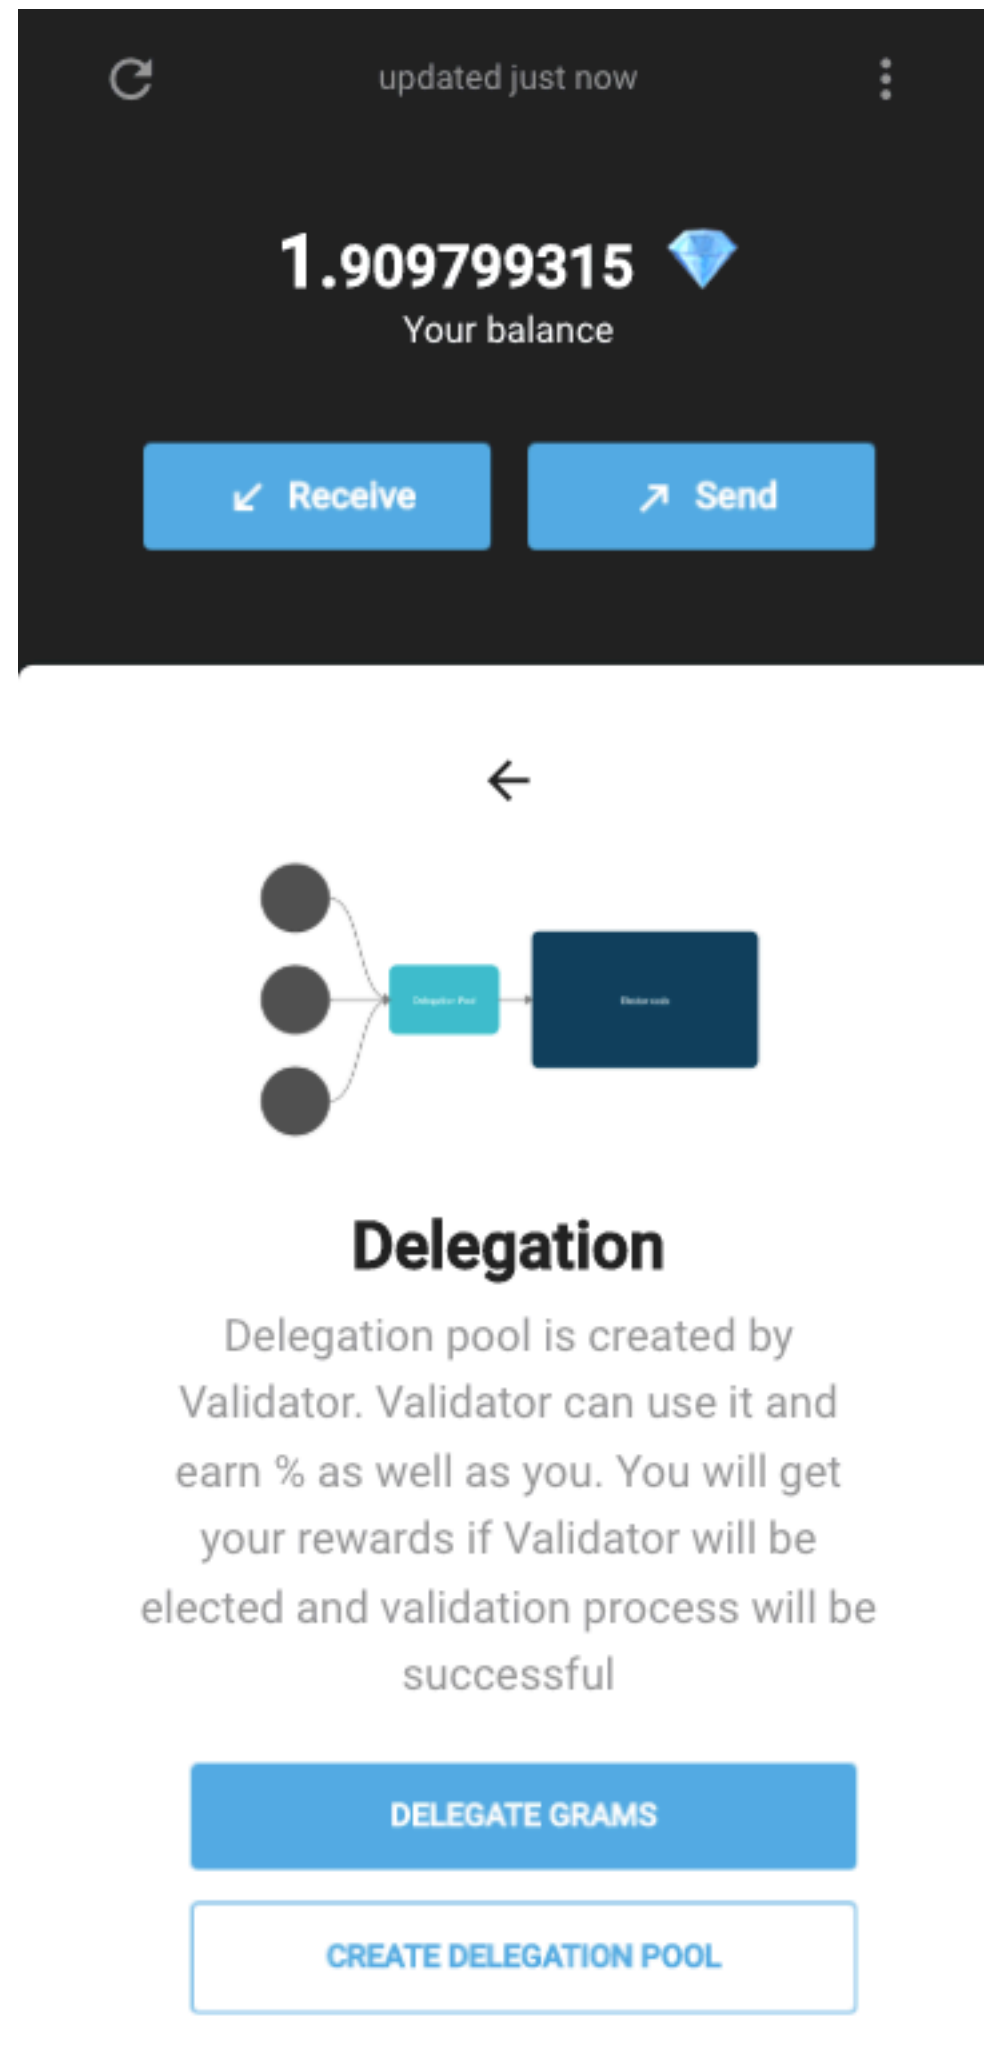 updated just now
1.909799315
Your balance
Receive
Send
Delegation Pool
Delegation
Delegation pool is created by
Validator. Validator can use it and
earn % as well as you. You will get
your rewards if Validator will be
elected and validation process will be
successful
DELEGATE GRAMS
CREATE DELEGATION POOL